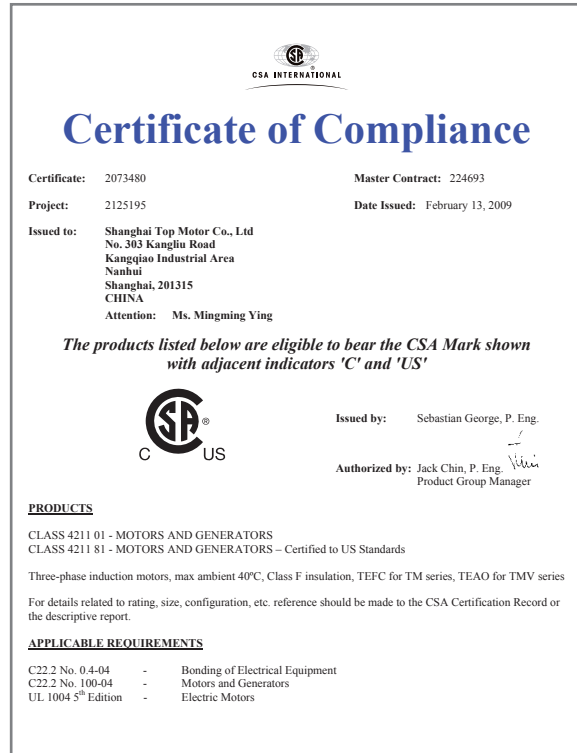 CSA INTERNATIONAL
Certificate of Compliance
Certificate: 2073480 Master Contract: 224693
Project: 2125195 Date Issued: February 13, 2009
Issued to: Shanghai Top Motor Co., Ltd
No. 303 Kangliu Road
Kangqiao Industrial Area
Nanhui
Shanghai, 201315
CHINA
Attention: Ms. Mingming Ying
The products listed below are eligible to bear the CSA Mark shown
with adjacent indicators 'C' and 'US'
CSA ®
C US
Issued by: Sebastian George, P. Eng.
Authorized by: Jack Chin, P. Eng.
Product Group Manager
PRODUCTS
CLASS 4211 01 - MOTORS AND GENERATORS
CLASS 4211 81 - MOTORS AND GENERATORS – Certified to US Standards
Three-phase induction motors, max ambient 40ºC, Class F insulation, TEFC for TM series, TEAO for TMV series
For details related to rating, size, configuration, etc. reference should be made to the CSA Certification Record or
the descriptive report.
APPLICABLE REQUIREMENTS
C22.2 No. 0.4-04 - Bonding of Electrical Equipment
C22.2 No. 100-04 - Motors and Generators
UL 1004 5th Edition - Electric Motors